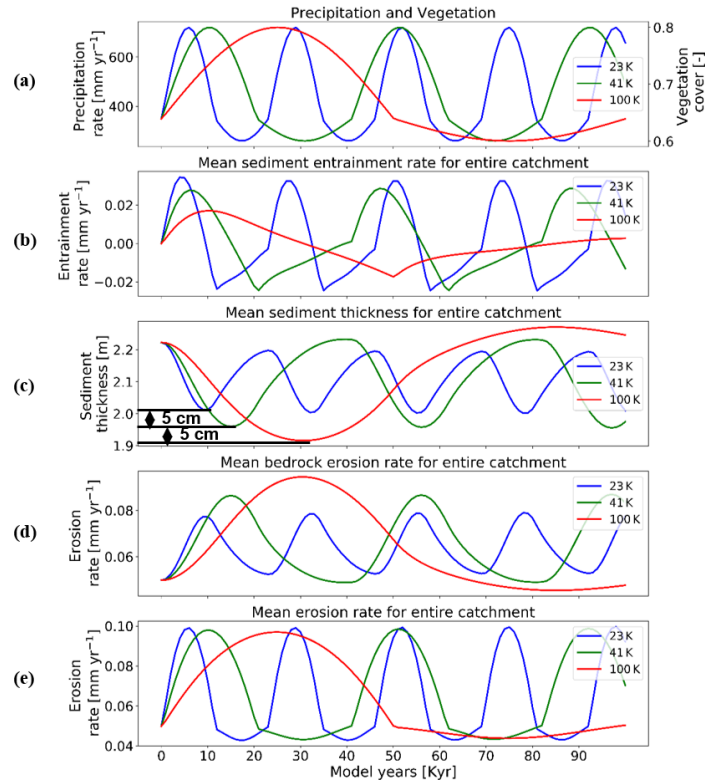 Precipitation and Vegetation
(a)
Precipitation
rate [mm yr⁻¹]
600
400
0.8
0.7
0.6
Vegetation
cover [-]
23 K
41 K
100 K
Mean sediment entrainment rate for entire catchment
(b)
Entrainment
rate [mm yr⁻¹]
0.02
0.00
−0.02
23 K
41 K
100 K
Mean sediment thickness for entire catchment
(c)
Sediment
thickness [m]
2.2
2.1
2.0
1.9
5 cm
5 cm
23 K
41 K
100 K
Mean bedrock erosion rate for entire catchment
(d)
Erosion
rate [mm yr⁻¹]
0.08
0.06
23 K
41 K
100 K
Mean erosion rate for entire catchment
(e)
Erosion
rate [mm yr⁻¹]
0.10
0.08
0.06
0.04
23 K
41 K
100 K
0 10 20 30 40 50 60 70 80 90
Model years [Kyr]